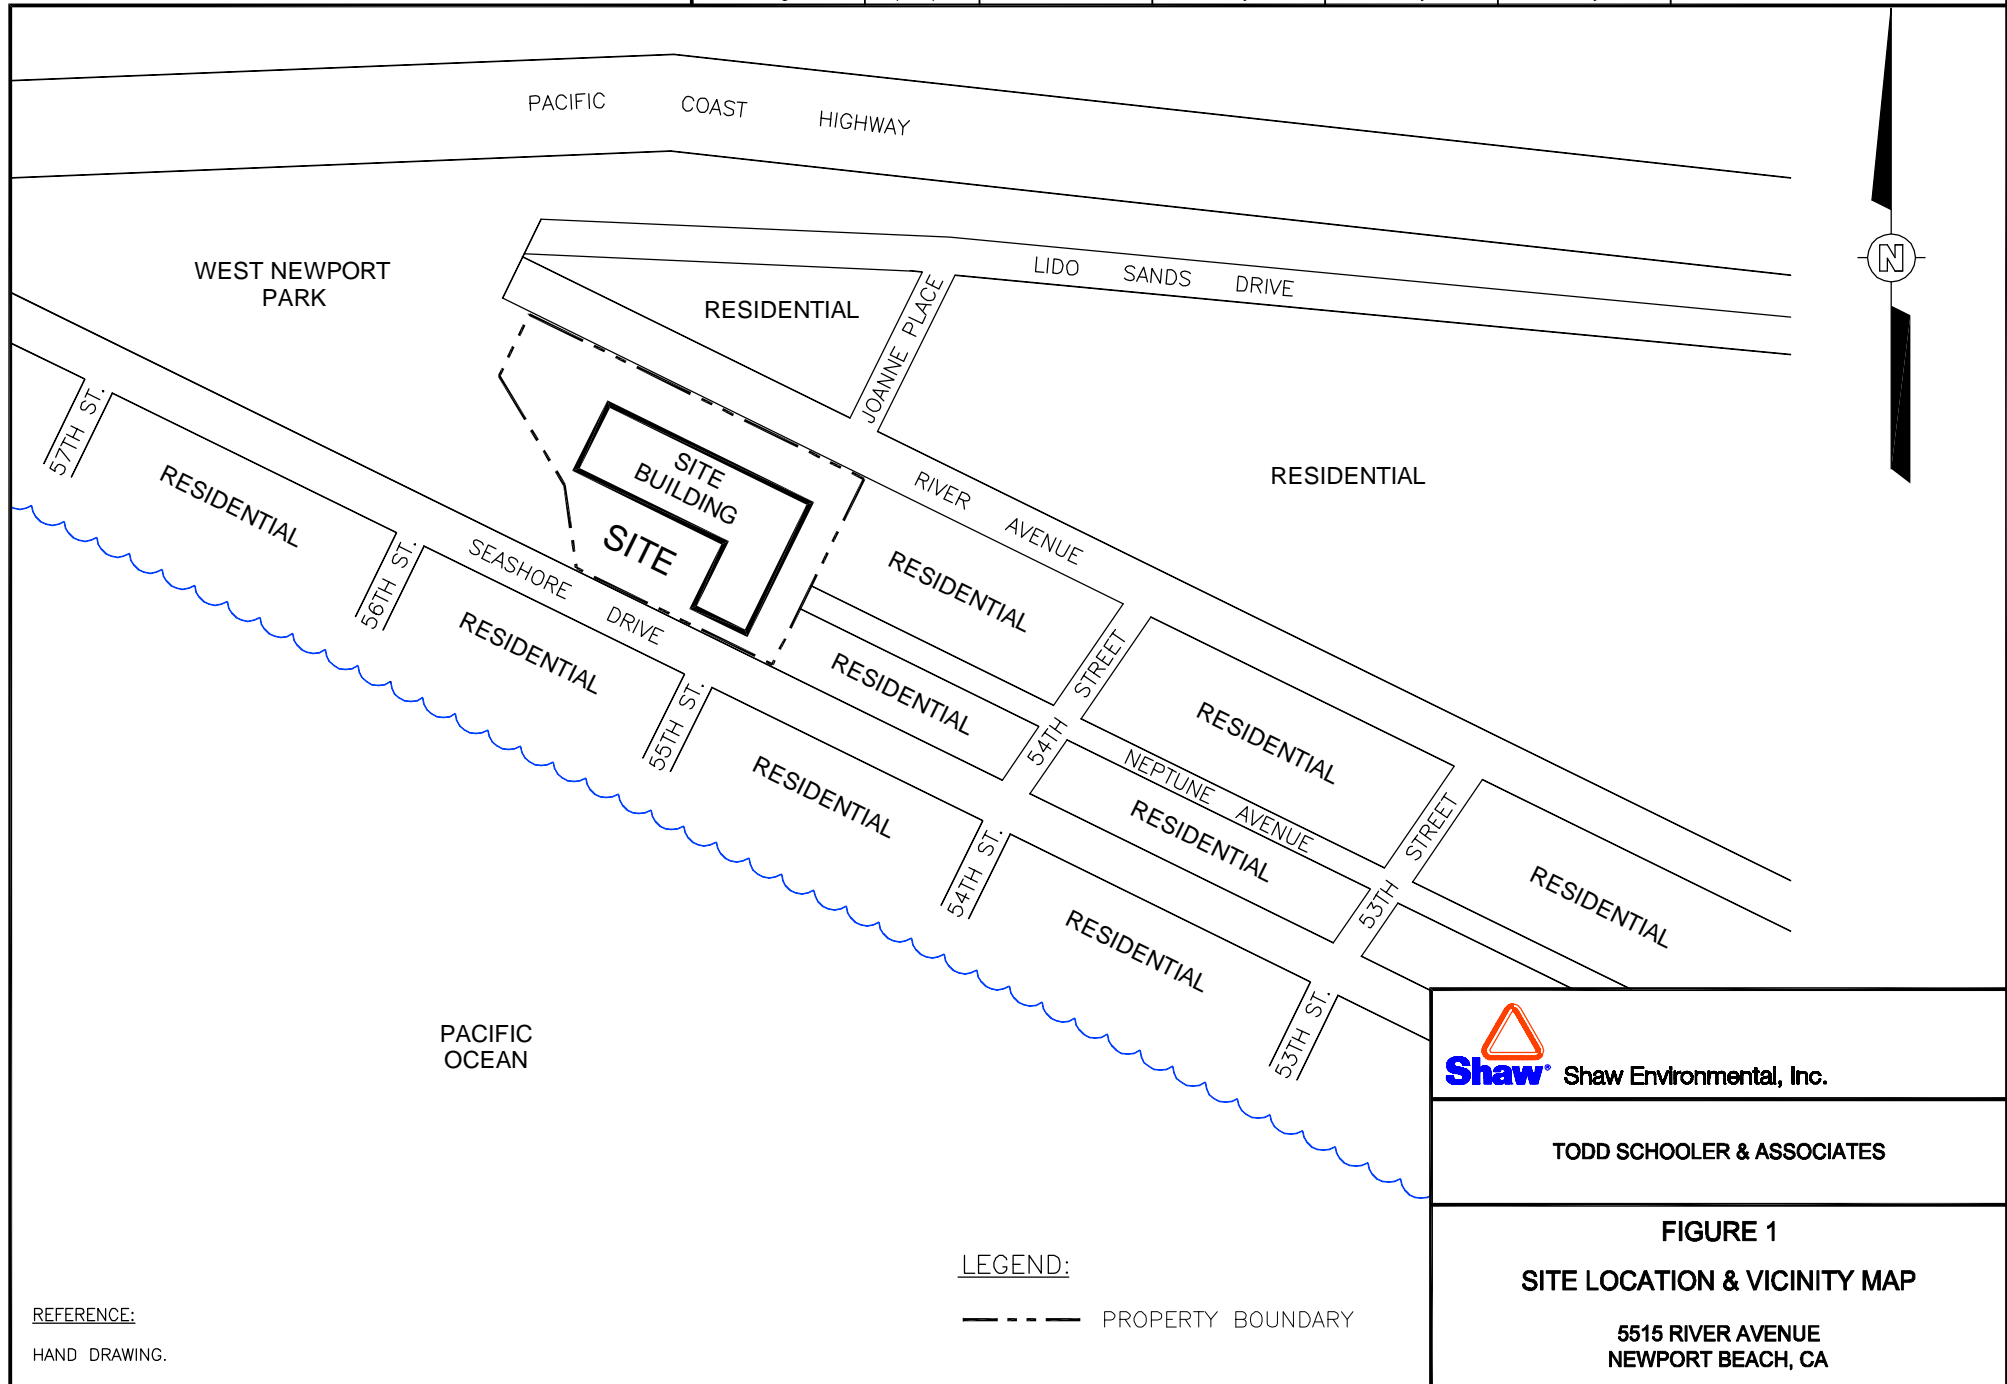 PACIFIC COAST HIGHWAY
WEST NEWPORT
PARK
RESIDENTIAL
JOANNE PLACE
LIDO SANDS DRIVE
N
RESIDENTIAL
57TH ST.
RESIDENTIAL
SITE
BUILDING
SITE
RIVER AVENUE
56TH ST.
SEASHORE DRIVE
RESIDENTIAL
RESIDENTIAL
RESIDENTIAL
55TH ST.
54TH STREET
RESIDENTIAL
RESIDENTIAL
NEPTUNE AVENUE
RESIDENTIAL
54TH ST.
53TH STREET
RESIDENTIAL
RESIDENTIAL
53TH ST.
PACIFIC
OCEAN
Shaw® Shaw Environmental, Inc.
TODD SCHOOLER & ASSOCIATES
FIGURE 1
SITE LOCATION & VICINITY MAP
5515 RIVER AVENUE
NEWPORT BEACH, CA
LEGEND:
PROPERTY BOUNDARY
REFERENCE:
HAND DRAWING.